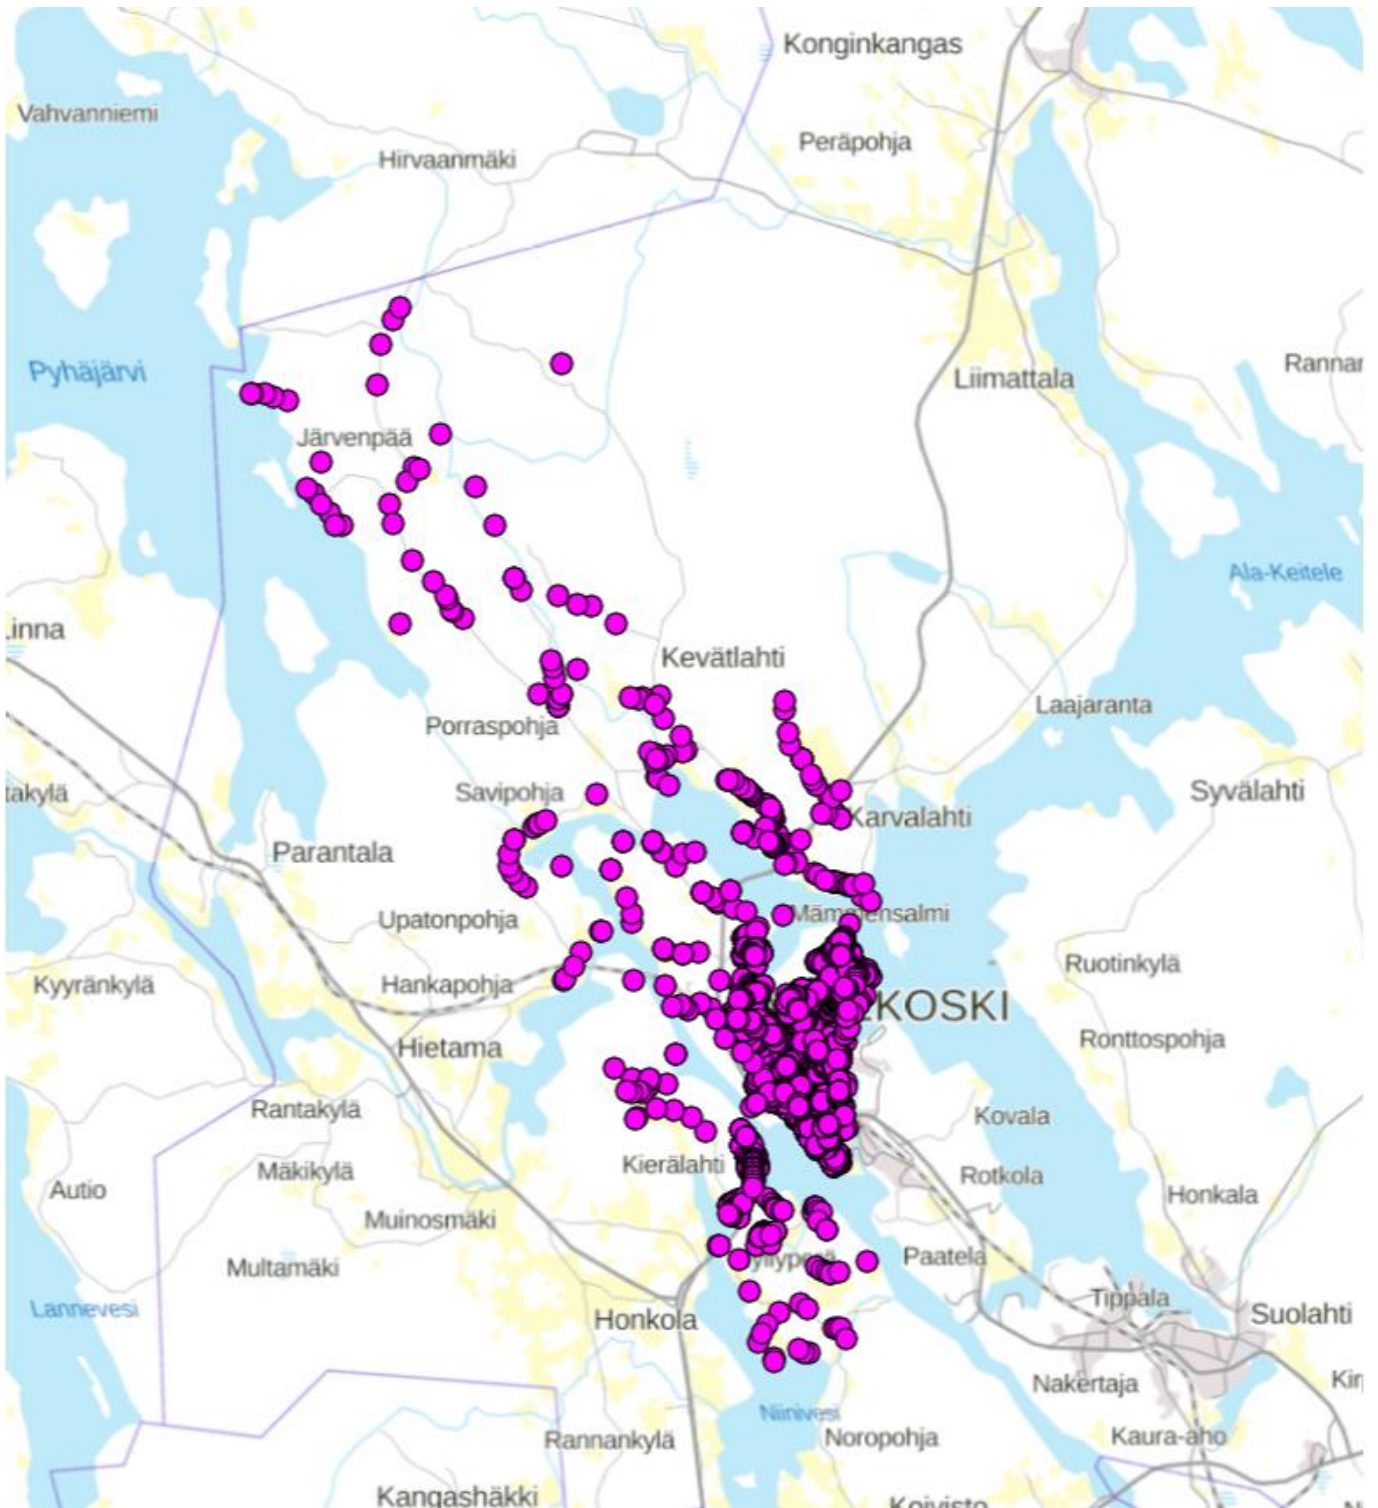 Konginkangas
Vahvanniemi
Peräpohja
Hirvaanmäki
Pyhäjärvi
Liimattala
Järvenpää
Ala-Keitele
Kevätlahti
Laajaranta
Porraspohja
Savipohja
Syvälahti
Karvalahti
Parantala
Upatonpohja
Mämmensalmi
Ruotinkylä
Kyyränkylä
Hankapohja
KOSKI
Hietama
Ronttospohja
Rantakylä
Kovala
Kierälahti
Mäkikylä
Rotkola
Autio
Honkala
Muinosmäki
Paatela
Multamäki
Tippala
Lannevesi
Suolahti
Honkola
Nakertaja
Niinivesi
Kaura-aho
Noropohja
Rannankylä
Kangashäkki